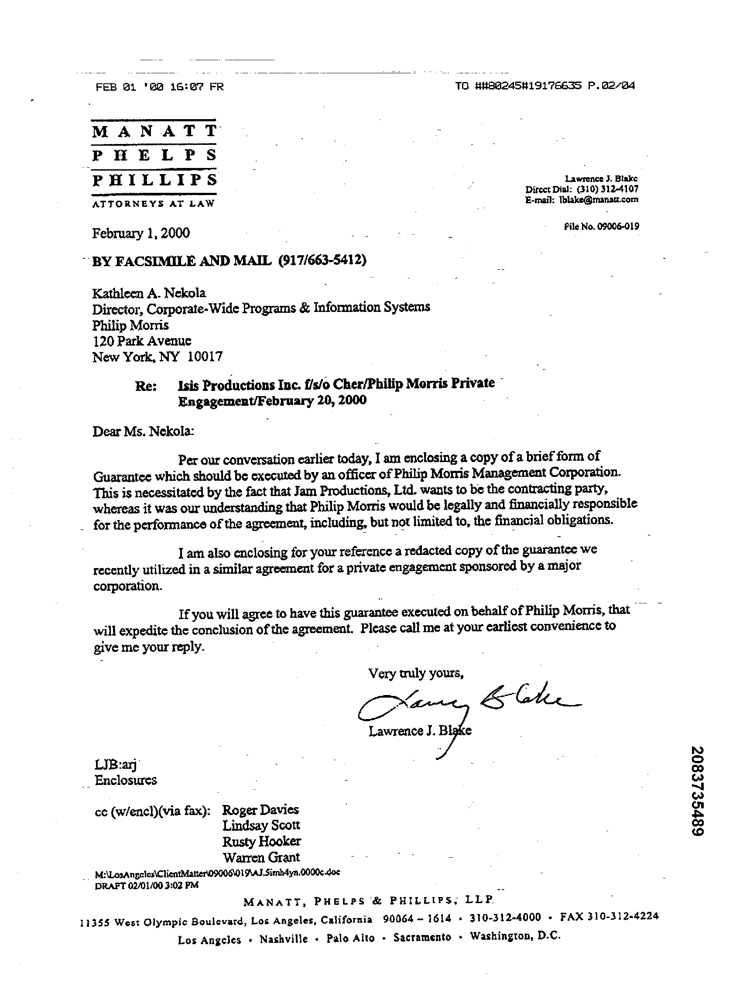 FEB 01 '00 16:07 FR TO ##80245#19176635 P.02/04
MANATT
PHELPS
PHILLIPS
ATTORNEYS AT LAW
Lawrence J. Blake
Direct Dial: (310) 312-4107
E-mail: lblake@manatt.com
File No. 09006-019
February 1, 2000
BY FACSIMILE AND MAIL (917/663-5412)
Kathleen A. Nekola
Director, Corporate-Wide Programs & Information Systems
Philip Morris
120 Park Avenue
New York, NY 10017
Re: Isis Productions Inc. f/s/o Cher/Philip Morris Private
Engagement/February 20, 2000
Dear Ms. Nekola:
Per our conversation earlier today, I am enclosing a copy of a brief form of
Guarantee which should be executed by an officer of Philip Morris Management Corporation.
This is necessitated by the fact that Jam Productions, Ltd. wants to be the contracting party,
whereas it was our understanding that Philip Morris would be legally and financially responsible
for the performance of the agreement, including, but not limited to, the financial obligations.
I am also enclosing for your reference a redacted copy of the guarantee we
recently utilized in a similar agreement for a private engagement sponsored by a major
corporation.
If you will agree to have this guarantee executed on behalf of Philip Morris, that
will expedite the conclusion of the agreement. Please call me at your earliest convenience to
give me your reply.
Very truly yours,
Larry Blake
Lawrence J. Blake
LJB:arj
Enclosures
cc (w/encl)(via fax): Roger Davies
Lindsay Scott
Rusty Hooker
Warren Grant
M:\LosAngeles\ClientMatter\09006\019\AJ.5imh4yn.0000c.doc
DRAFT 02/01/00 3:02 PM
MANATT, PHELPS & PHILLIPS, LLP
11355 West Olympic Boulevard, Los Angeles, California 90064 – 1614 • 310-312-4000 • FAX 310-312-4224
Los Angeles • Nashville • Palo Alto • Sacramento • Washington, D.C.
2083735489